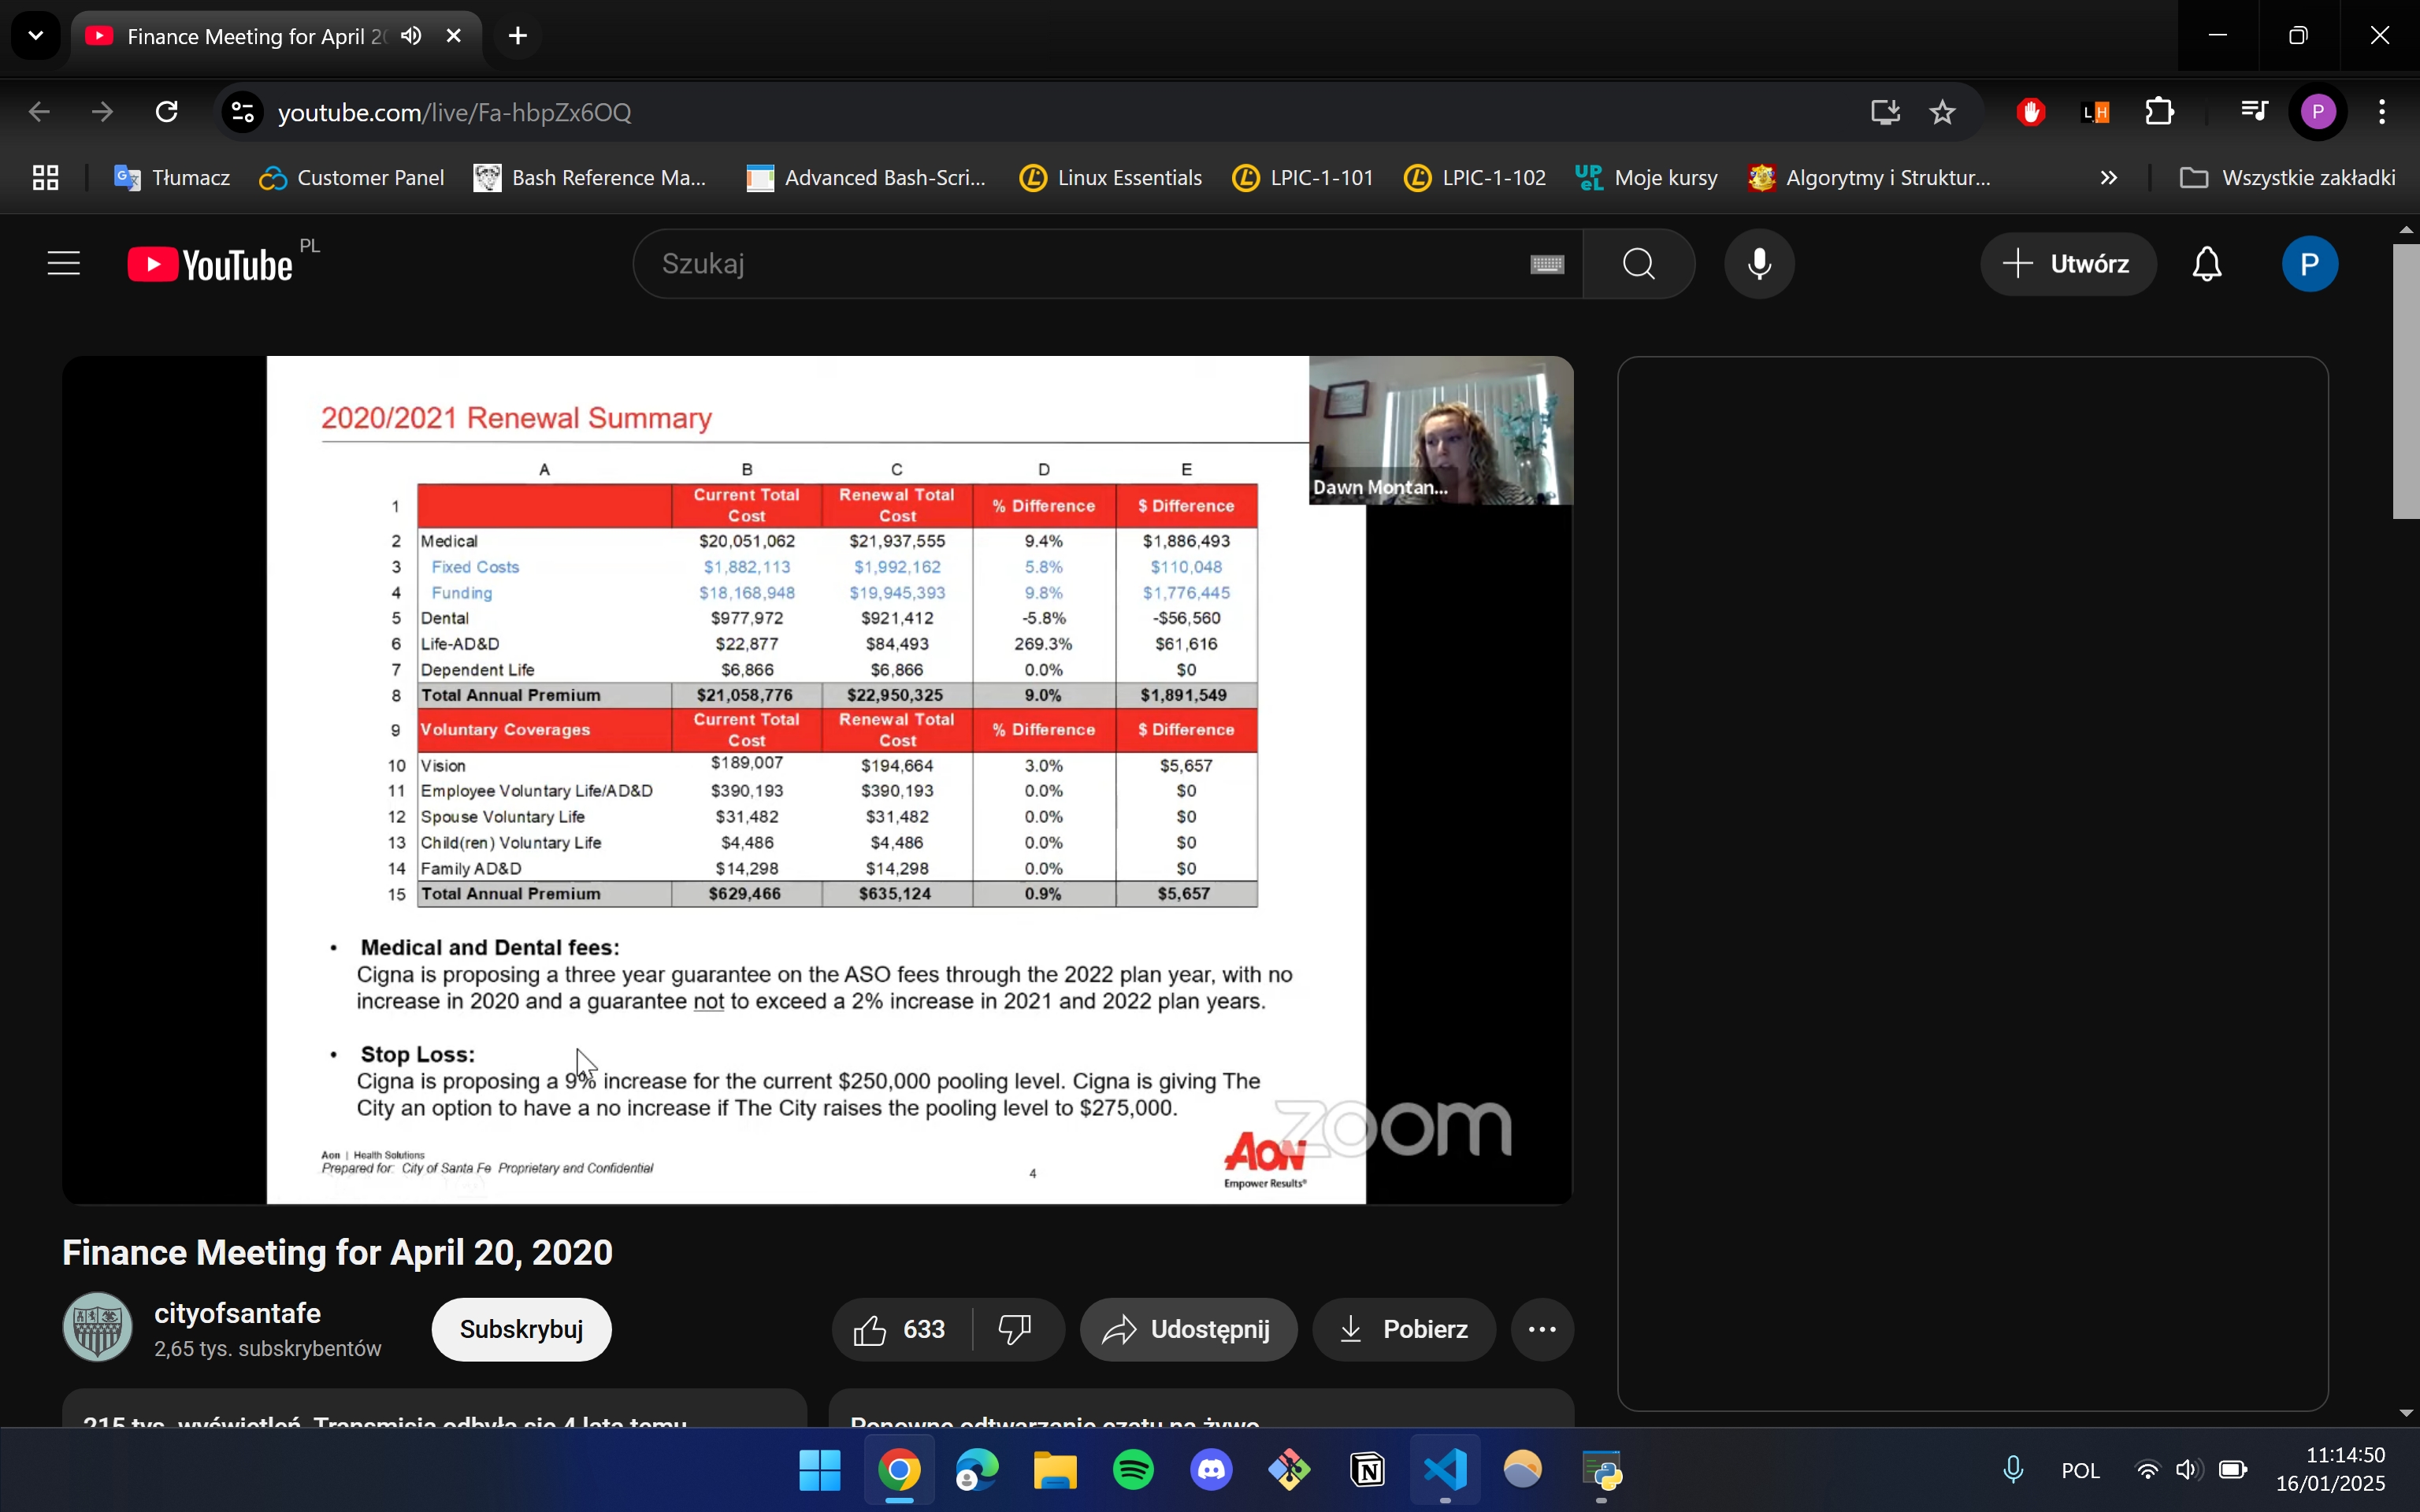 Finance Meeting for April 20
youtube.com/live/Fa-hbpZx6OQ
P
Tłumacz
Customer Panel
Bash Reference Ma...
Advanced Bash-Scri...
Linux Essentials
LPIC-1-101
LPIC-1-102
Moje kursy
Algorytmy i Struktur...
Wszystkie zakładki
YouTube PL
Szukaj
Utwórz
P
2020/2021 Renewal Summary
Dawn Montan...
A B C D E
1 Current Total Cost Renewal Total Cost % Difference $ Difference
2 Medical $20,051,062 $21,937,555 9.4% $1,886,493
3 Fixed Costs $1,882,113 $1,992,162 5.8% $110,048
4 Funding $18,168,948 $19,945,393 9.8% $1,776,445
5 Dental $977,972 $921,412 -5.8% -$56,560
6 Life-AD&D $22,877 $84,493 269.3% $61,616
7 Dependent Life $6,866 $6,866 0.0% $0
8 Total Annual Premium $21,058,776 $22,950,325 9.0% $1,891,549
9 Voluntary Coverages Current Total Cost Renewal Total Cost % Difference $ Difference
10 Vision $189,007 $194,664 3.0% $5,657
11 Employee Voluntary Life/AD&D $390,193 $390,193 0.0% $0
12 Spouse Voluntary Life $31,482 $31,482 0.0% $0
13 Child(ren) Voluntary Life $4,486 $4,486 0.0% $0
14 Family AD&D $14,298 $14,298 0.0% $0
15 Total Annual Premium $629,466 $635,124 0.9% $5,657
• Medical and Dental fees:
Cigna is proposing a three year guarantee on the ASO fees through the 2022 plan year, with no
increase in 2020 and a guarantee not to exceed a 2% increase in 2021 and 2022 plan years.
• Stop Loss:
Cigna is proposing a 9% increase for the current $250,000 pooling level. Cigna is giving The
City an option to have a no increase if The City raises the pooling level to $275,000.
zoom
Aon | Health Solutions
Prepared for: City of Santa Fe Proprietary and Confidential
4
Aon
Empower Results®
Finance Meeting for April 20, 2020
cityofsantafe
2,65 tys. subskrybentów
Subskrybuj
633
Udostępnij
Pobierz
215 tys. wyświetleń Transmisja odbyła się 4 lata temu
Ponowne odtwarzanie czatu na żywo
POL
11:14:50
16/01/2025